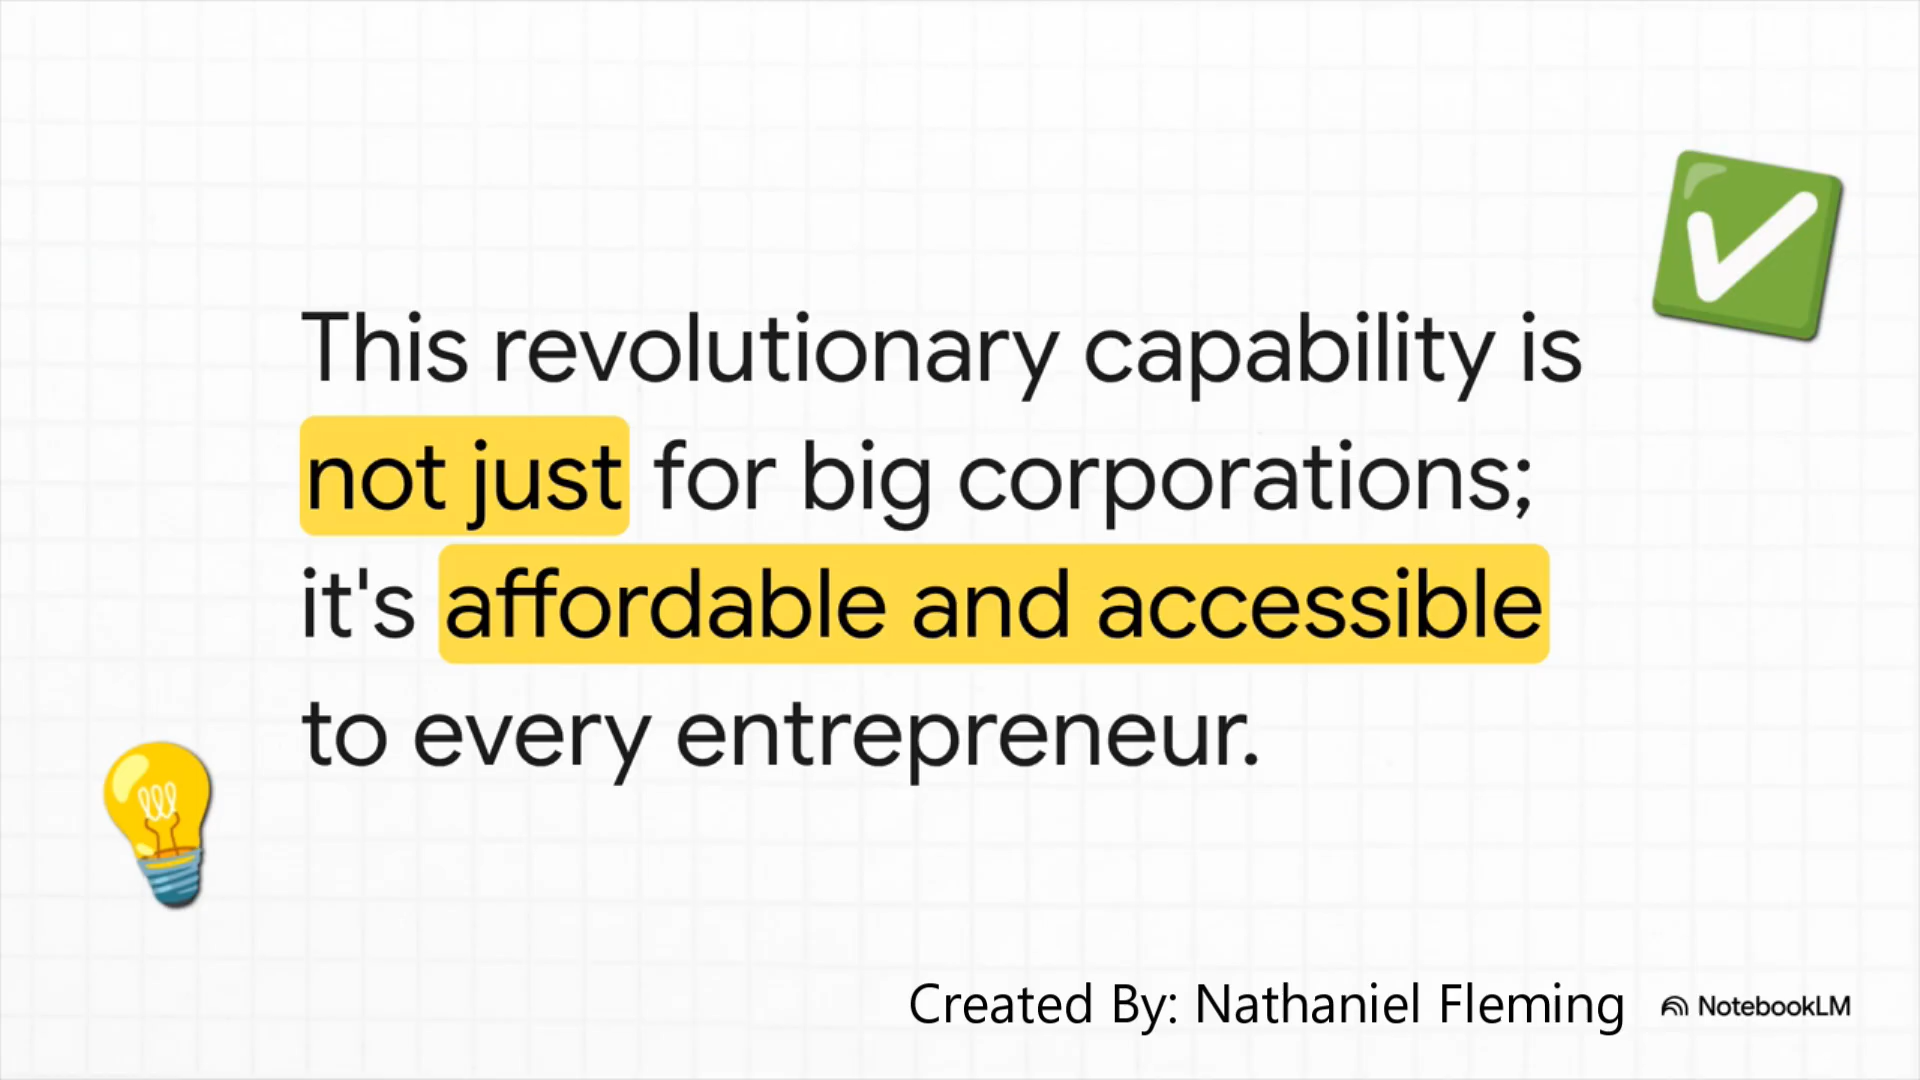 This revolutionary capability is
not just for big corporations;
it's affordable and accessible
to every entrepreneur.
Created By: Nathaniel Fleming
NotebookLM